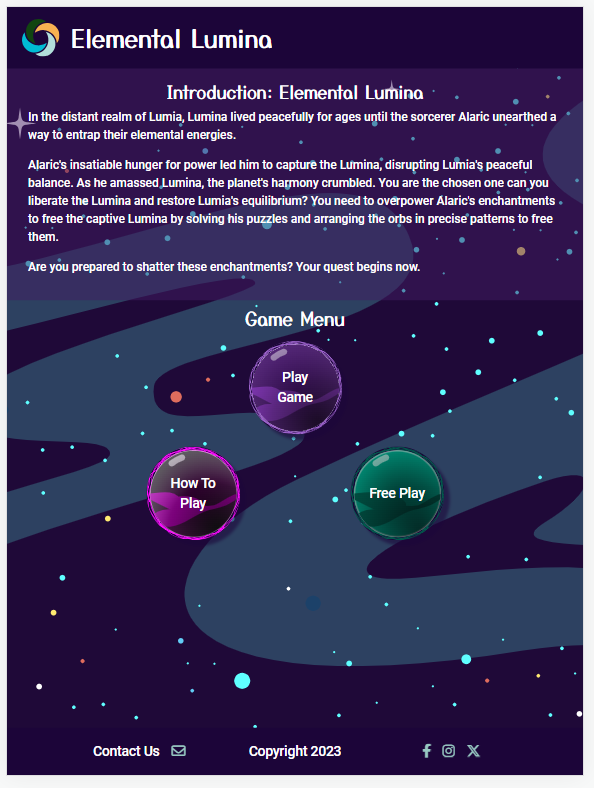 Elemental Lumina
Introduction: Elemental Lumina
In the distant realm of Lumia, Lumina lived peacefully for ages until the sorcerer Alaric unearthed a
way to entrap their elemental energies.
Alaric's insatiable hunger for power led him to capture the Lumina, disrupting Lumia's peaceful
balance. As he amassed Lumina, the planet's harmony crumbled. You are the chosen one can you
liberate the Lumina and restore Lumia's equilibrium? You need to overpower Alaric's enchantments
to free the captive Lumina by solving his puzzles and arranging the orbs in precise patterns to free
them.
Are you prepared to shatter these enchantments? Your quest begins now.
Game Menu
Play
Game
How To
Play
Free Play
Contact Us
Copyright 2023